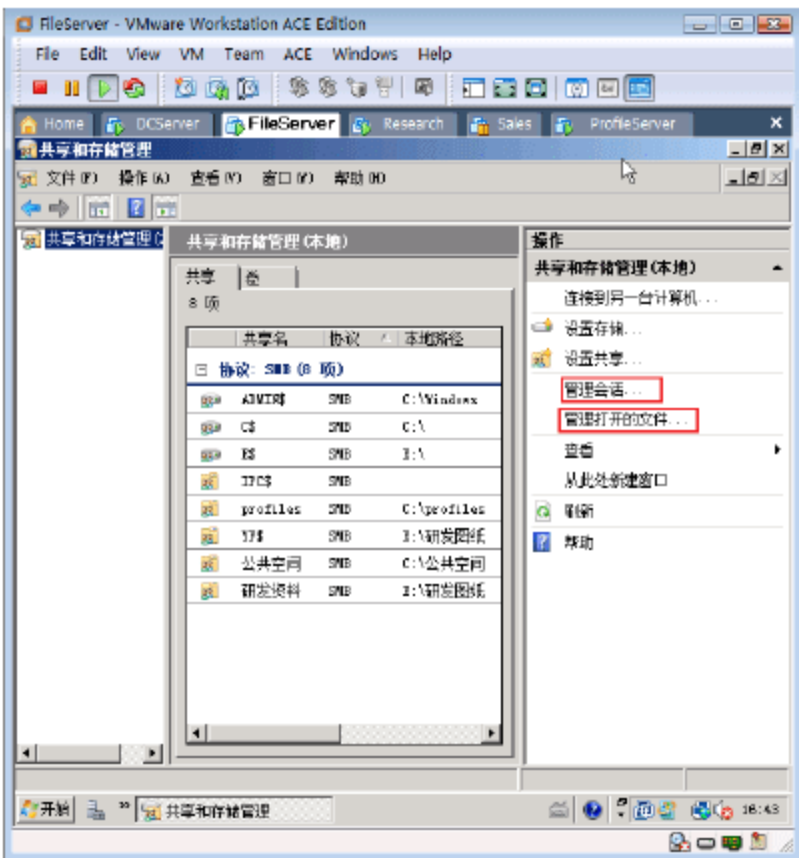 FileServer - VMware Workstation ACE Edition
File Edit View VM Team ACE Windows Help
Home DCServer FileServer Research Sales ProfileServer
共享和存储管理
文件(F) 操作(A) 查看(V) 窗口(W) 帮助(H)
共享和存储管理(
共享和存储管理(本地)
共享 卷
8 项
共享名 协议 本地路径
协议: SMB (8 项)
ADMIN$ SMB C:\Windows
C$ SMB C:\
E$ SMB E:\
IPC$ SMB
profiles SMB C:\profiles
YF$ SMB E:\研发图纸
公共空间 SMB C:\公共空间
研发资料 SMB E:\研发图纸
操作
共享和存储管理(本地)
连接到另一台计算机...
设置存储...
设置共享...
管理会话...
管理打开的文件...
查看
从此处新建窗口
刷新
帮助
开始 共享和存储管理 16:43